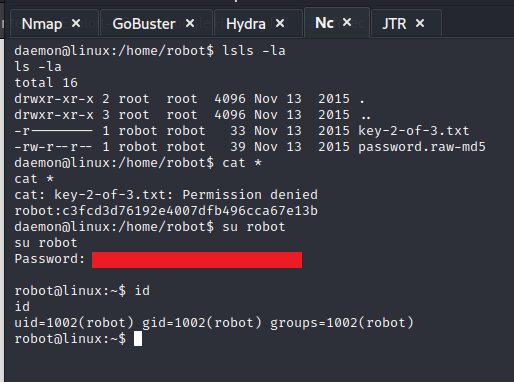 Nmap X GoBuster X Hydra X Nc X JTR X
daemon@linux:/home/robot$ lsls -la
ls -la
total 16
drwxr-xr-x 2 root  root  4096 Nov 13  2015 .
drwxr-xr-x 3 root  root  4096 Nov 13  2015 ..
-r-------- 1 robot robot   33 Nov 13  2015 key-2-of-3.txt
-rw-r--r-- 1 robot robot   39 Nov 13  2015 password.raw-md5
daemon@linux:/home/robot$ cat *
cat *
cat: key-2-of-3.txt: Permission denied
robot:c3fcd3d76192e4007dfb496cca67e13b
daemon@linux:/home/robot$ su robot
su robot
Password:
robot@linux:~$ id
id
uid=1002(robot) gid=1002(robot) groups=1002(robot)
robot@linux:~$